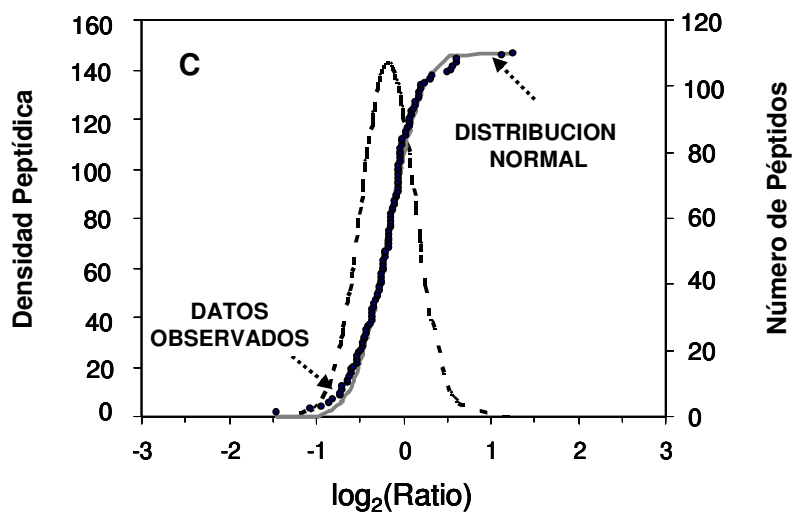 C
Densidad Peptídica
160
140
120
100
80
60
40
20
0
120
100
80
60
40
20
0
Número de Péptidos
DISTRIBUCION
NORMAL
DATOS
OBSERVADOS
-3 -2 -1 0 1 2 3
log₂(Ratio)